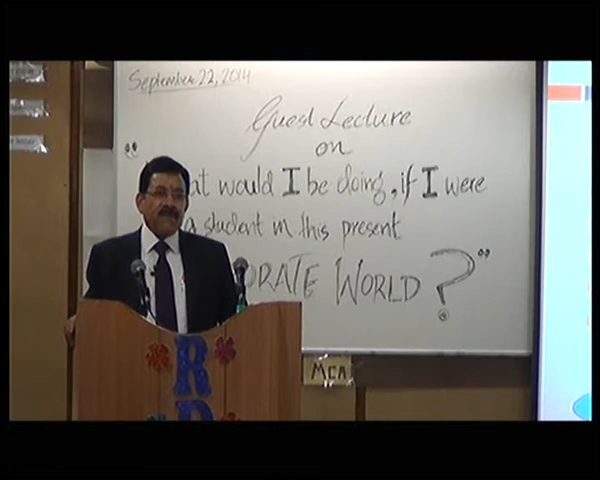 September 22, 2014
Guest Lecture
on
would I be doing, if I were
a student in this present
WORLD?"
MCA
R